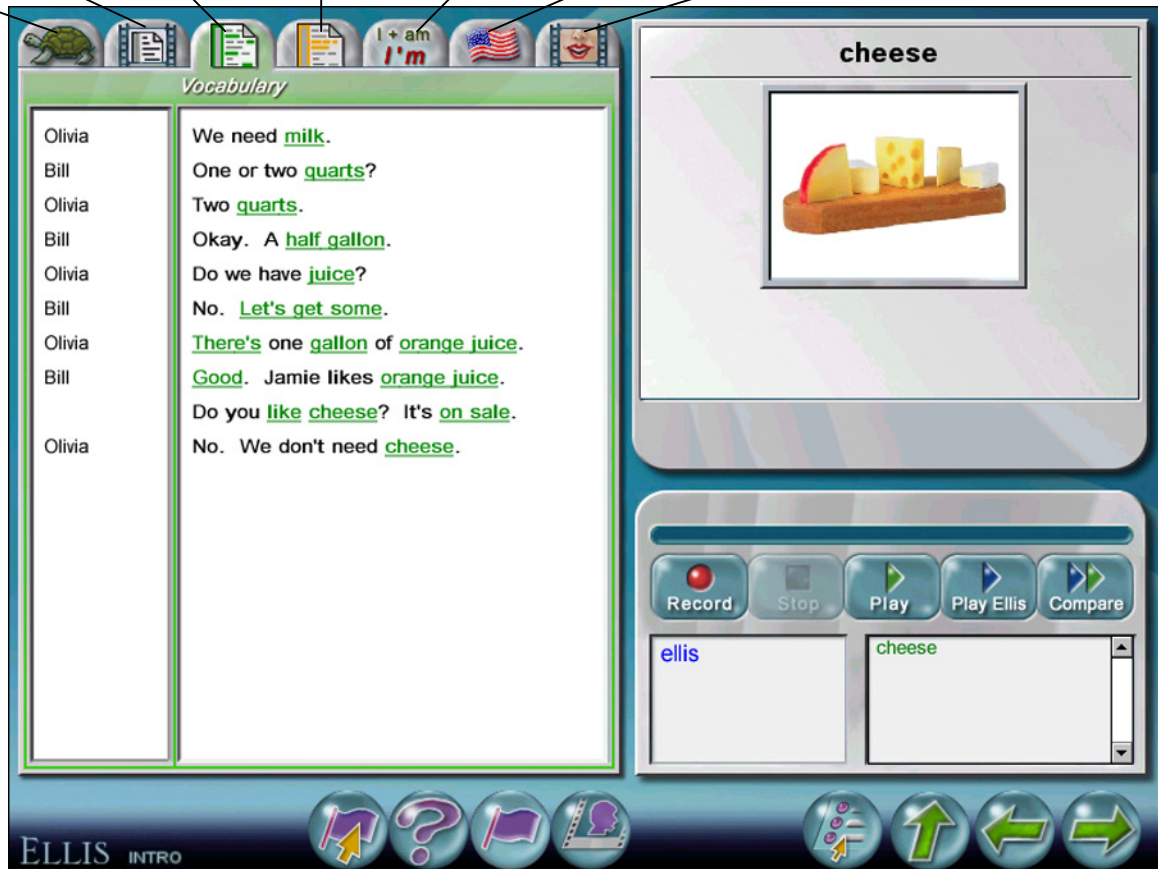 I + am
I'm
Vocabulary
Olivia We need milk.
Bill One or two quarts?
Olivia Two quarts.
Bill Okay. A half gallon.
Olivia Do we have juice?
Bill No. Let's get some.
Olivia There's one gallon of orange juice.
Bill Good. Jamie likes orange juice.
Do you like cheese? It's on sale.
Olivia No. We don't need cheese.
cheese
Record Stop Play Play Ellis Compare
ellis
cheese
ELLIS INTRO